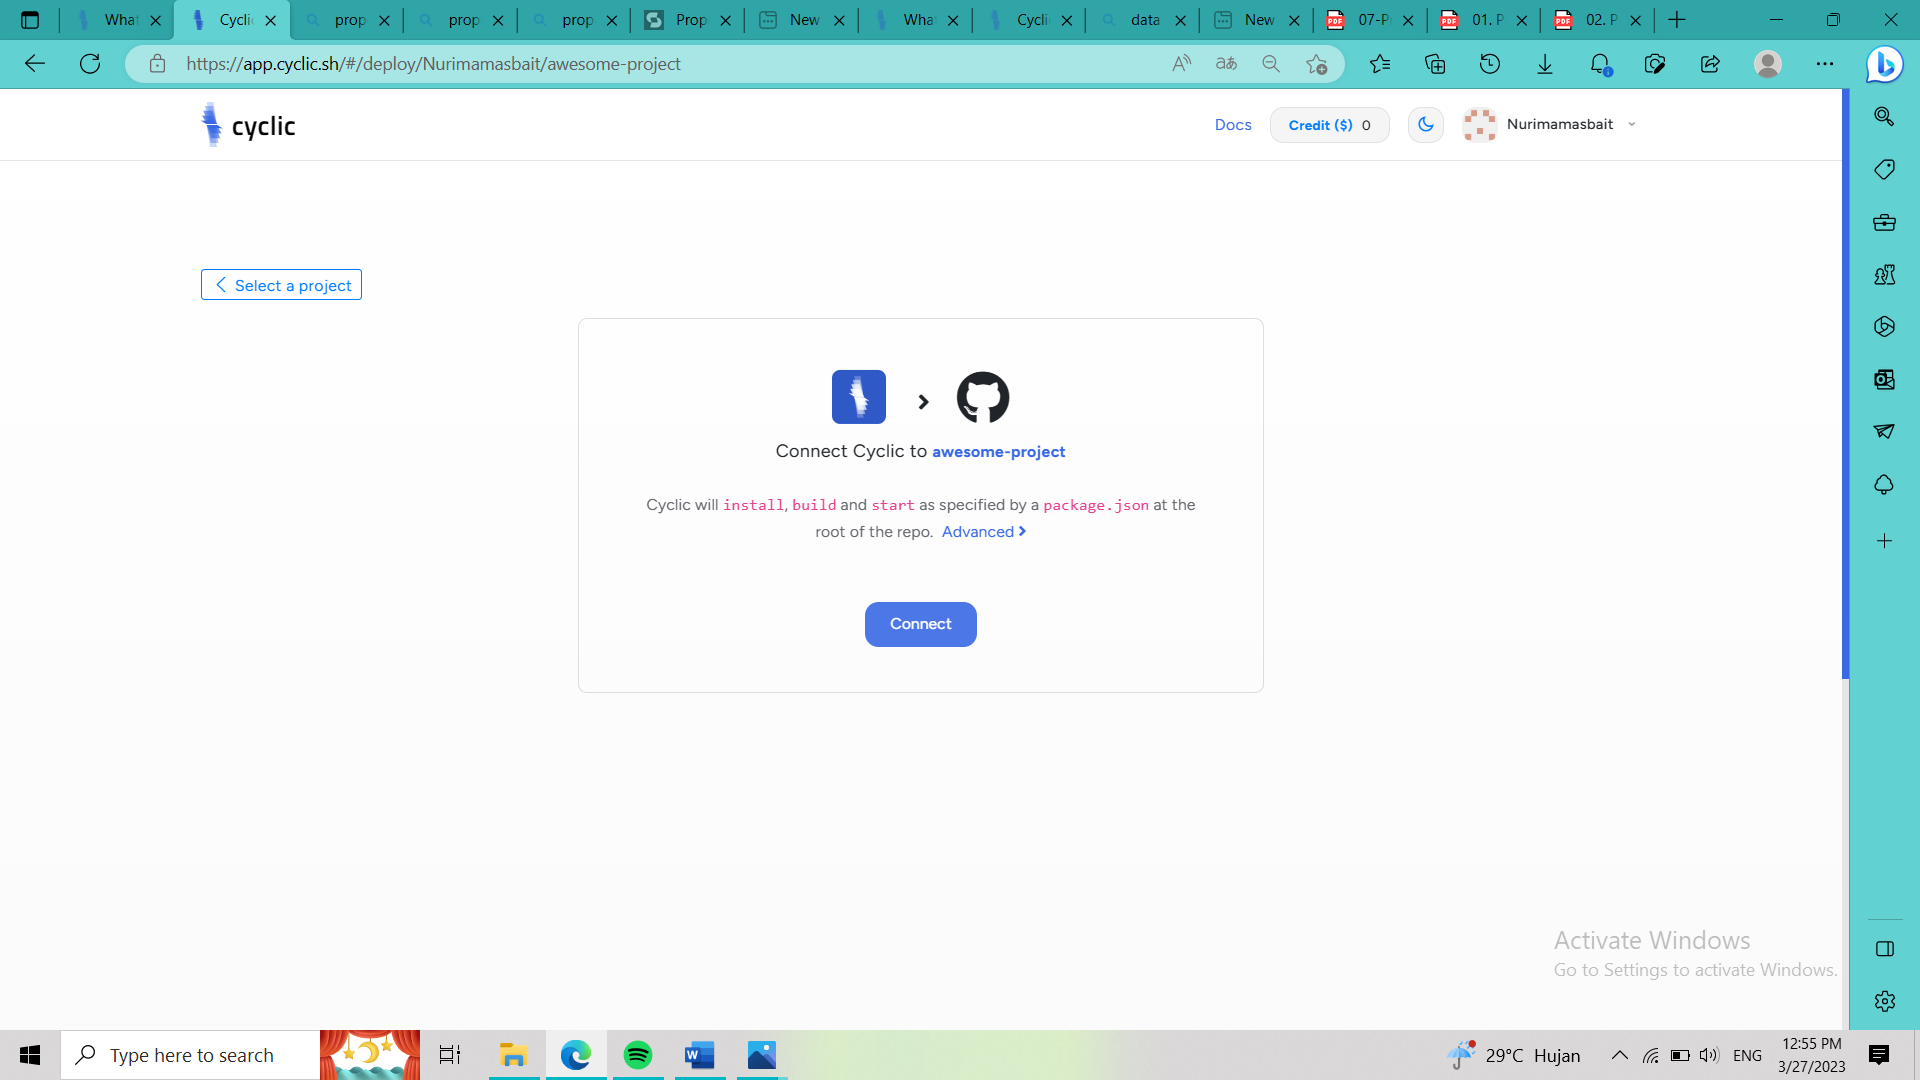 What
Cyclic
prop
prop
prop
Prop
New
What
Cycli
data
New
07-P
01. P
02. P
https://app.cyclic.sh/#/deploy/Nurimamasbait/awesome-project
cyclic
Docs
Credit ($) 0
Nurimamasbait
Select a project
Connect Cyclic to awesome-project
Cyclic will install, build and start as specified by a package.json at the
root of the repo. Advanced
Connect
Activate Windows
Go to Settings to activate Windows.
Type here to search
29°C Hujan
ENG
12:55 PM
3/27/2023